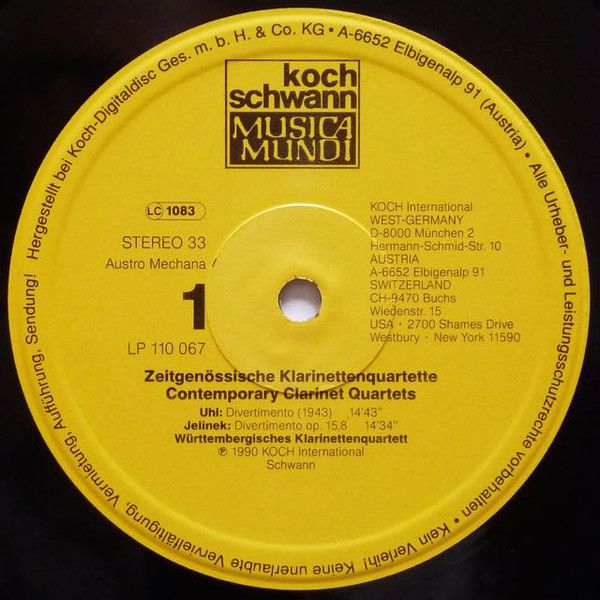 Hergestellt bei Koch-Digitaldisc Ges. m. b. H. & Co. KG • A-6652 Elbigenalp 91 (Austria) • Alle Urheber- und Leistungsschutzrechte vorbehalten • Kein Verleih! Keine unerlaubte Vervielfältigung, Vermietung, Aufführung, Sendung!
koch
schwann
MUSICA
MUNDI
LC 1083
STEREO 33
Austro Mechana
1
LP 110 067
KOCH International
WEST-GERMANY
D-8000 München 2
Hermann-Schmid-Str. 10
AUSTRIA
A-6652 Elbigenalp 91
SWITZERLAND
CH-9470 Buchs
Wiedenstr. 15
USA · 2700 Shames Drive
Westbury · New York 11590
Zeitgenössische Klarinettenquartette
Contemporary Clarinet Quartets
Uhl: Divertimento (1943) 14'43"
Jelinek: Divertimento op. 15,8 14'34"
Württembergisches Klarinettenquartett
℗ 1990 KOCH International
Schwann